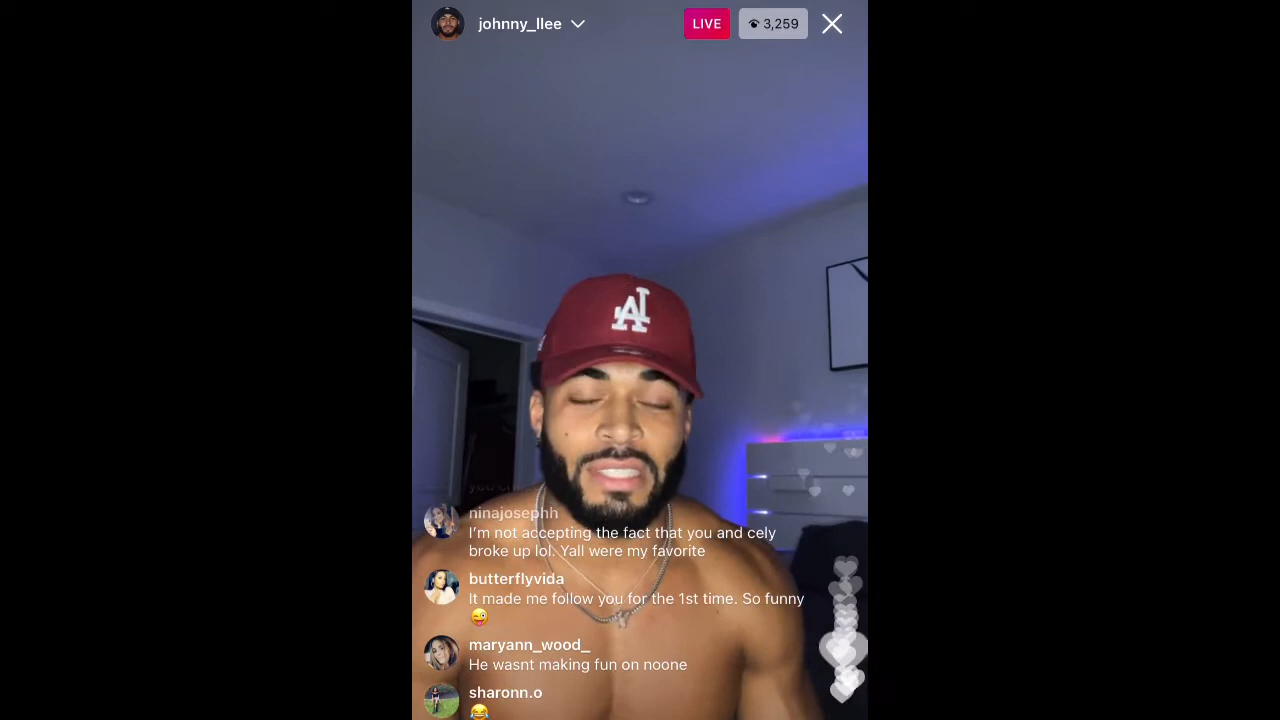 johnny_llee
LIVE
3,259
LA
ninajosephh
I'm not accepting the fact that you and cely
broke up lol. Yall were my favorite
butterflyvida
It made me follow you for the 1st time. So funny
😜
maryann_wood_
He wasnt making fun on noone
sharonn.o
😂